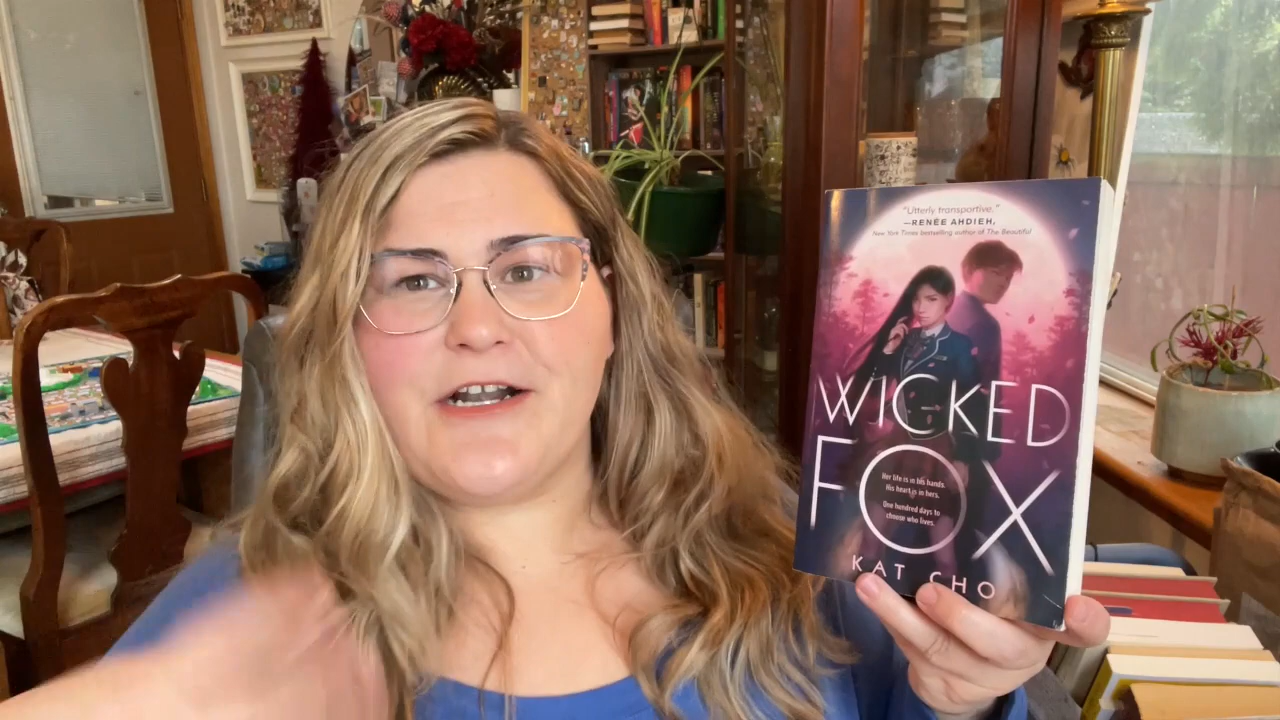 "Utterly transportive."
—RENÉE AHDIEH,
New York Times bestselling author of The Beautiful
WICKED
FOX
Her life is in his hands.
His heart is in hers.
One hundred days to
choose who lives.
KAT CHO